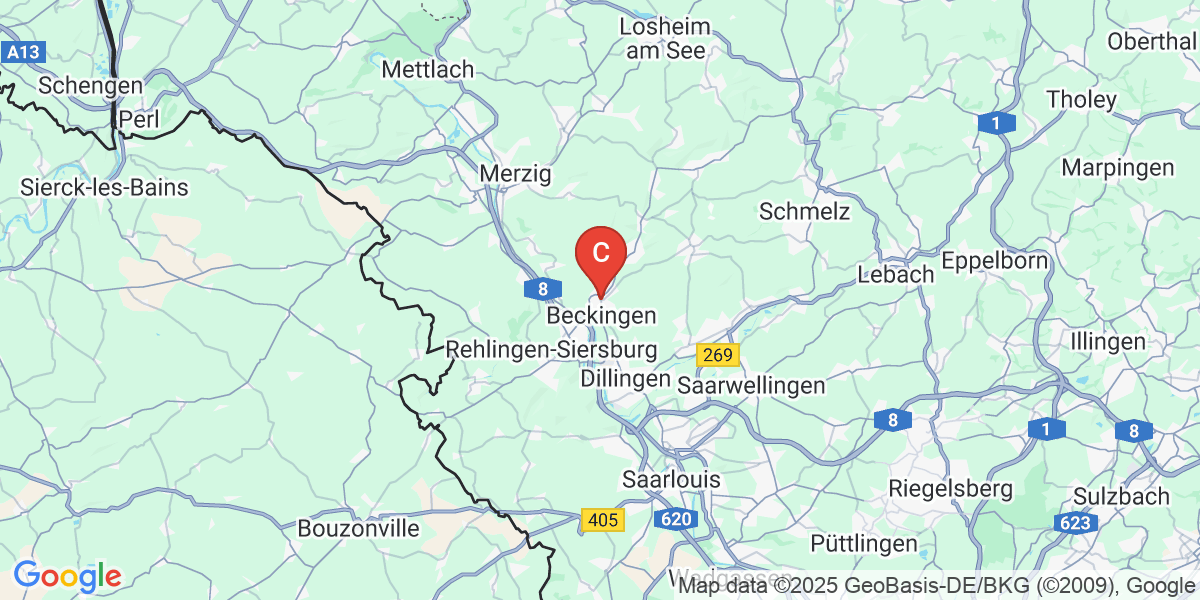 Losheim
am See
Oberthal
A13
Mettlach
Schengen
Tholey
Perl
1
Marpingen
Merzig
Sierck-les-Bains
Schmelz
C
Eppelborn
Lebach
8
Beckingen
Illingen
Rehlingen-Siersburg
269
Dillingen
Saarwellingen
8
1
8
Saarlouis
Riegelsberg
Sulzbach
405
620
623
Bouzonville
Püttlingen
Google
Wadgassen
Map data ©2025 GeoBasis-DE/BKG (©2009), Google